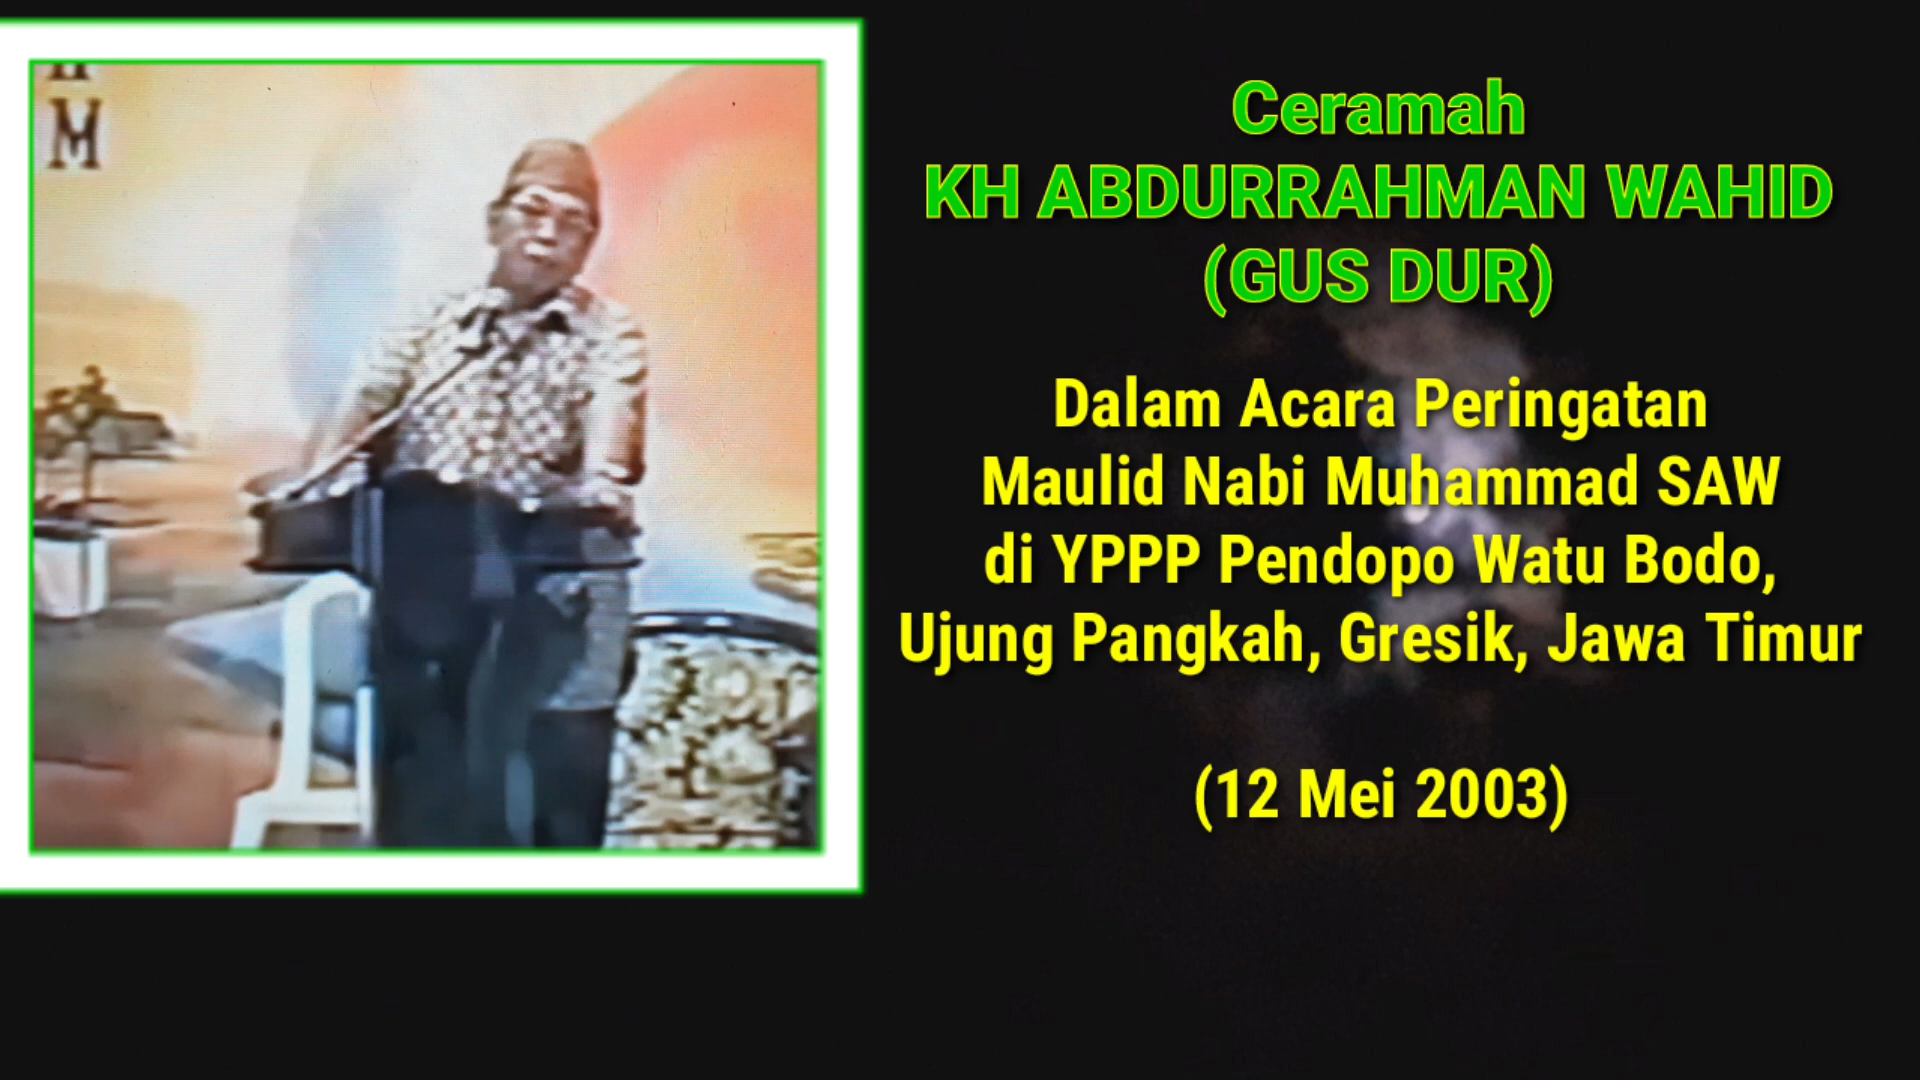 M
Ceramah
KH ABDURRAHMAN WAHID
(GUS DUR)
Dalam Acara Peringatan
Maulid Nabi Muhammad SAW
di YPPP Pendopo Watu Bodo,
Ujung Pangkah, Gresik, Jawa Timur
(12 Mei 2003)